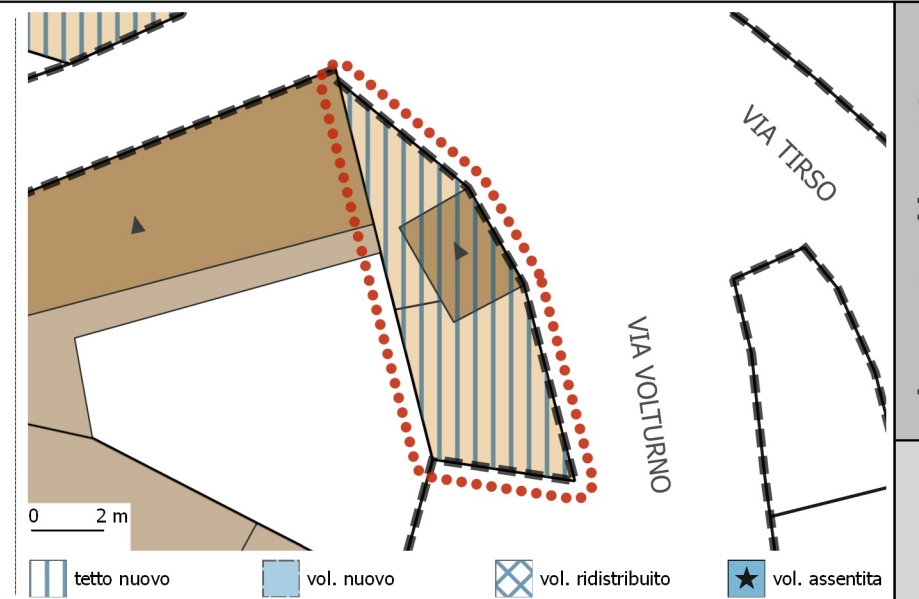 VIA TIRSO
VIA VOLTURNO
0 2 m
tetto nuovo vol. nuovo vol. ridistribuito vol. assentita